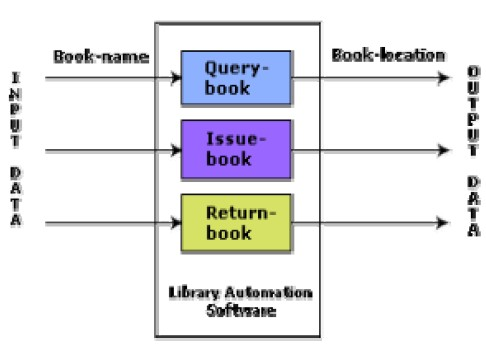 Book-name
Book-location
Query-
book
Issue-
book
Return-
book
INPUT DATA
OUTPUT DATA
Library Automation
Software